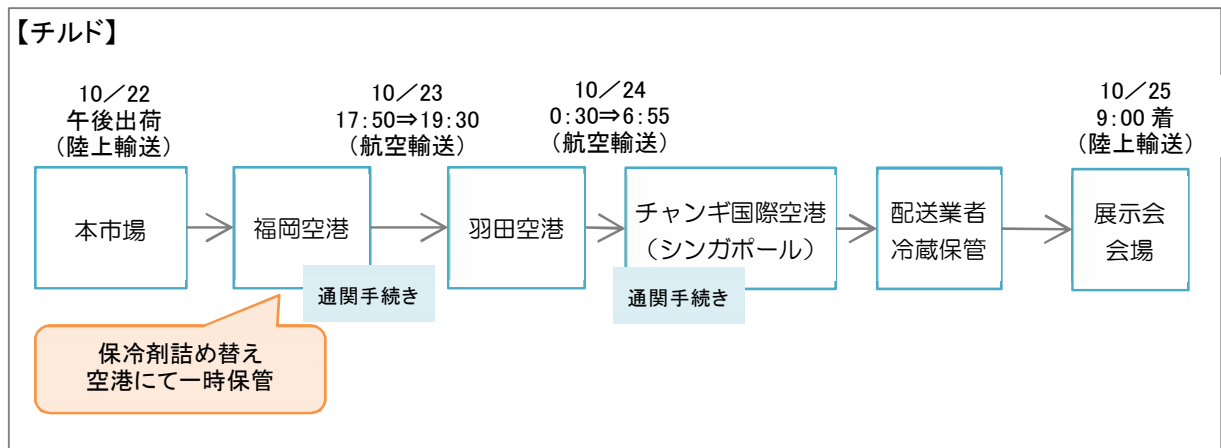 【チルド】
10/22
午後出荷
(陸上輸送)
10/23
17:50⇒19:30
(航空輸送)
10/24
0:30⇒6:55
(航空輸送)
10/25
9:00 着
(陸上輸送)
本市場
福岡空港
羽田空港
チャンギ国際空港
(シンガポール)
配送業者
冷蔵保管
展示会
会場
通関手続き
通関手続き
保冷剤詰め替え
空港にて一時保管